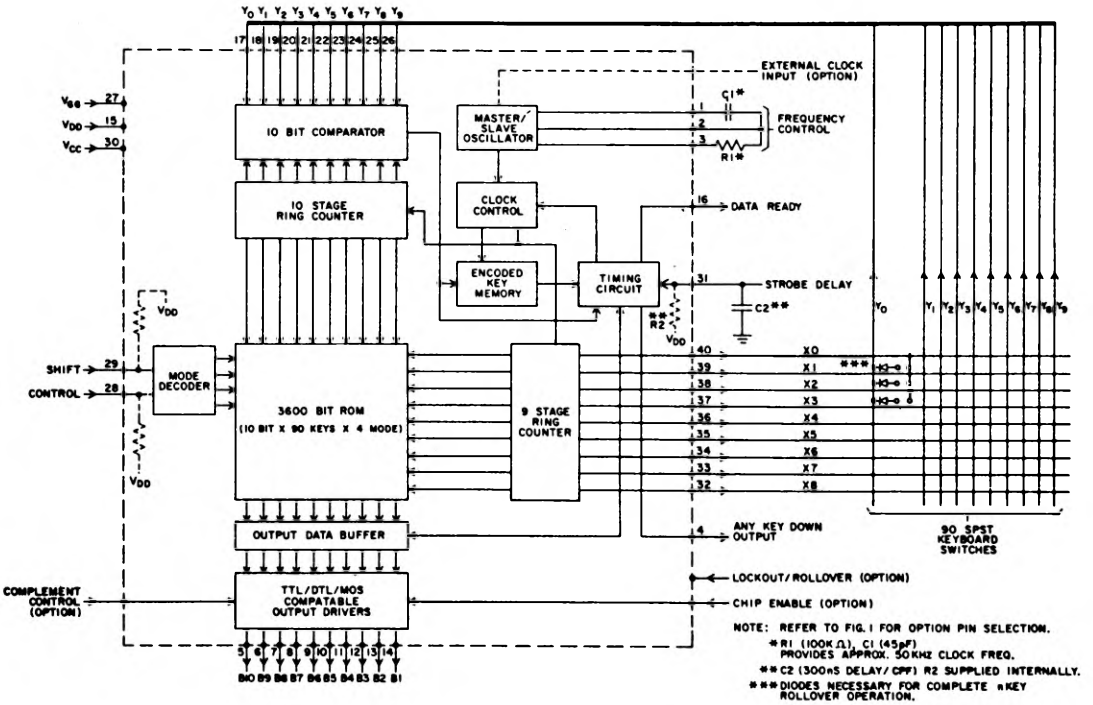 Y0 Y1 Y2 Y3 Y4 Y5 Y6 Y7 Y8 Y9
17 18 19 20 21 22 23 24 25 26
EXTERNAL CLOCK
INPUT (OPTION)
VGG 27
VDD 15
VCC 30
10 BIT COMPARATOR
MASTER/
SLAVE
OSCILLATOR
1 C1*
2
3
R1*
FREQUENCY
CONTROL
10 STAGE
RING COUNTER
CLOCK
CONTROL
16 DATA READY
ENCODED
KEY
MEMORY
TIMING
CIRCUIT
31 STROBE DELAY
C2**
**
R2
VDD
VDD
Y0 Y1 Y2 Y3 Y4 Y5 Y6 Y7 Y8 Y9
SHIFT 29
CONTROL 28
MODE
DECODER
VDD
3600 BIT ROM
(10 BIT X 90 KEYS X 4 MODE)
9 STAGE
RING
COUNTER
40 X0
39 X1 ***
38 X2
37 X3
36 X4
35 X5
34 X6
33 X7
32 X8
90 SPST
KEYBOARD
SWITCHES
OUTPUT DATA BUFFER
4 ANY KEY DOWN
OUTPUT
COMPLEMENT
CONTROL
(OPTION)
TTL/DTL/MOS
COMPATABLE
OUTPUT DRIVERS
LOCKOUT/ROLLOVER (OPTION)
CHIP ENABLE (OPTION)
5 6 7 8 9 10 11 12 13 14
B10 B9 B8 B7 B6 B5 B4 B3 B2 B1
NOTE: REFER TO FIG. 1 FOR OPTION PIN SELECTION.
*R1 (100K Ω), C1 (45pF)
PROVIDES APPROX. 50KHZ CLOCK FREQ.
**C2 (300nS DELAY/CPF) R2 SUPPLIED INTERNALLY.
***DIODES NECESSARY FOR COMPLETE nKEY
ROLLOVER OPERATION.